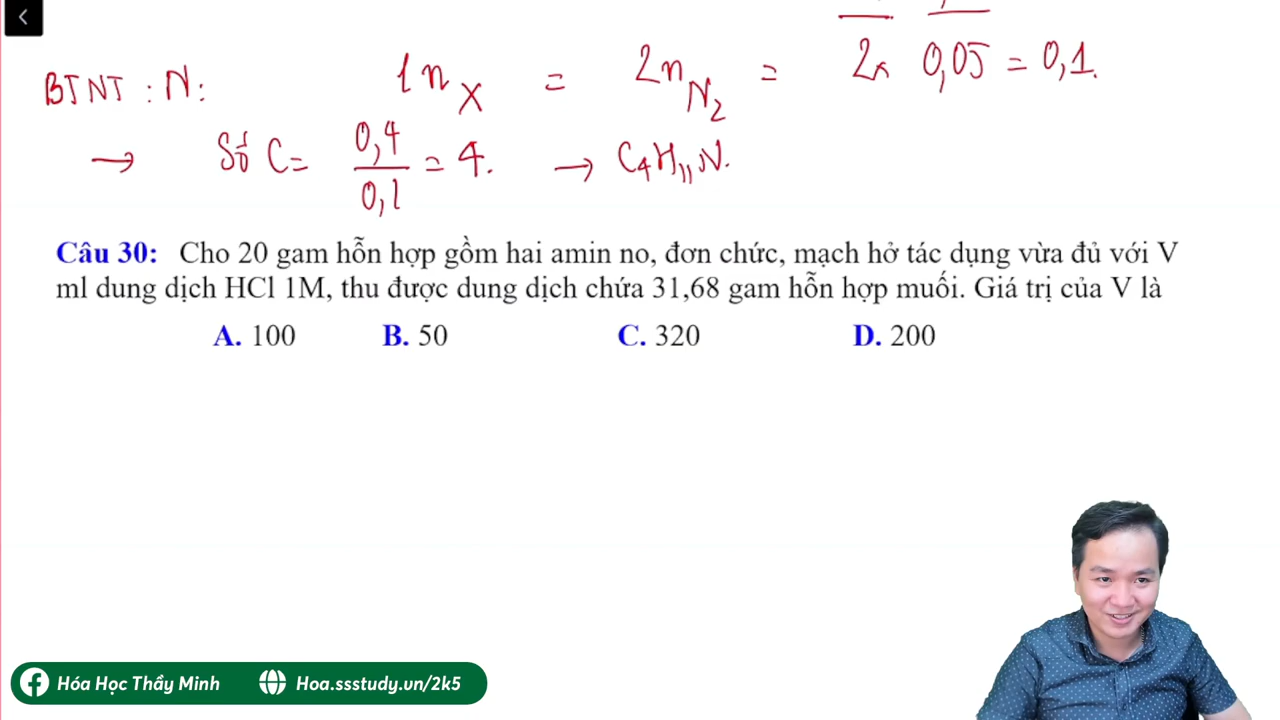 BTNT : N: 1n_X = 2n_N₂ = 2x 0,05 = 0,1.
→ Số C = 0,4/0,1 = 4. → C₄H₁₁N.
Câu 30: Cho 20 gam hỗn hợp gồm hai amin no, đơn chức, mạch hở tác dụng vừa đủ với V
ml dung dịch HCl 1M, thu được dung dịch chứa 31,68 gam hỗn hợp muối. Giá trị của V là
A. 100 B. 50 C. 320 D. 200
Hóa Học Thầy Minh Hoa.ssstudy.vn/2k5